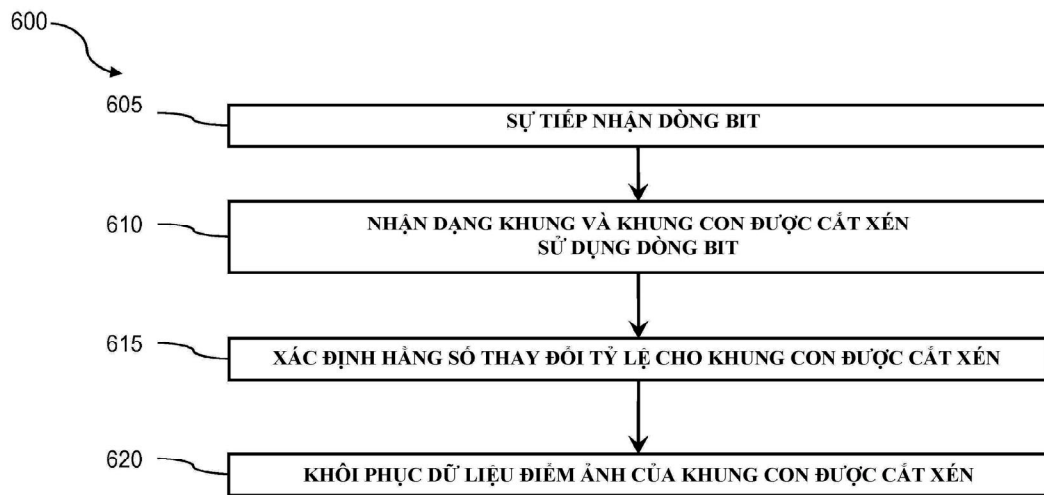 600
605
SỰ TIẾP NHẬN DÒNG BIT
610
NHẬN DẠNG KHUNG VÀ KHUNG CON ĐƯỢC CẮT XÉN
SỬ DỤNG DÒNG BIT
615
XÁC ĐỊNH HẰNG SỐ THAY ĐỔI TỶ LỆ CHO KHUNG CON ĐƯỢC CẮT XÉN
620
KHÔI PHỤC DỮ LIỆU ĐIỂM ẢNH CỦA KHUNG CON ĐƯỢC CẮT XÉN